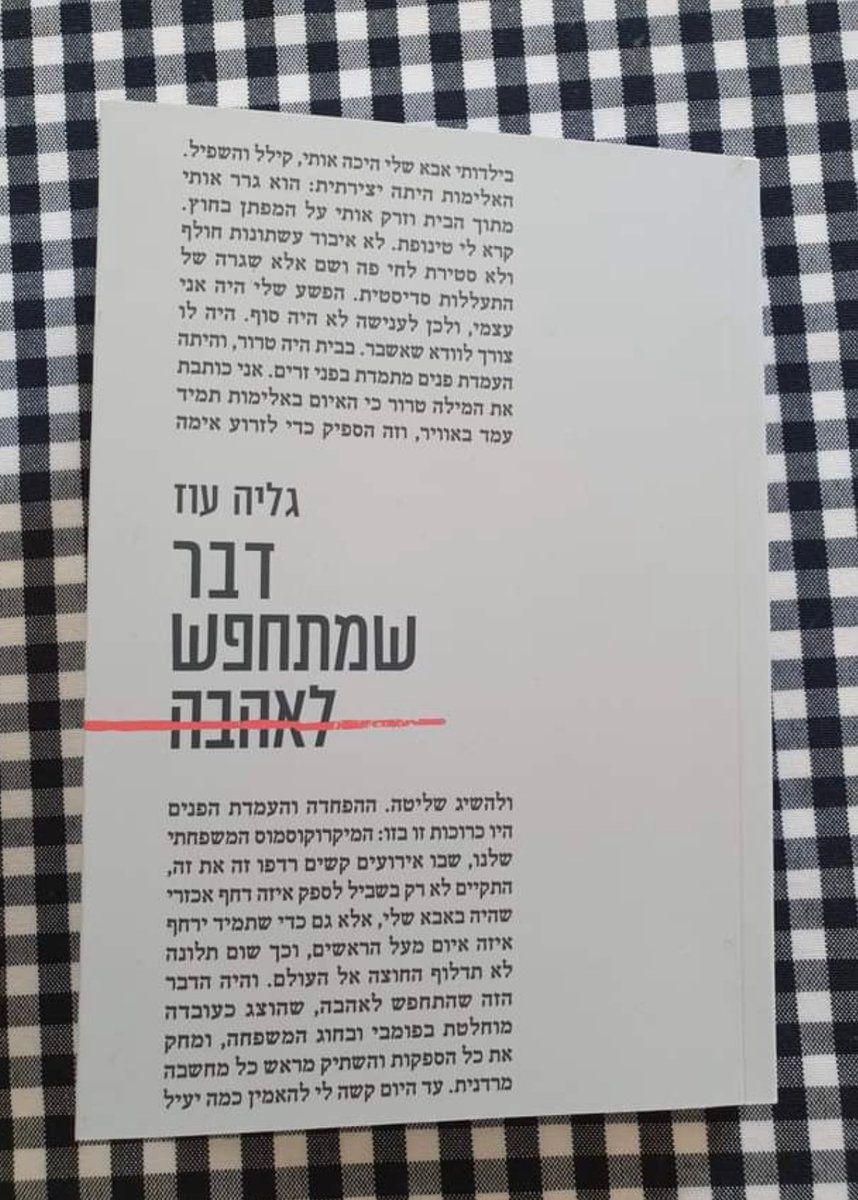 בילדותי אבא שלי היכה אותי, קילל והשפיל.
האלימות היתה יצירתית: הוא גרר אותי
מתוך הבית וזרק אותי על המפתן בחוץ.
קרא לי טינופת. לא איבוד עשתונות חולף
ולא סטירת לחי פה ושם אלא שגרה של
התעללות סדיסטית. הפשע שלי היה אני
עצמי, ולכן לענישה לא היה סוף. היה לו
צורך לוודא שאשבר. בבית היה טרור, והיתה
העמדת פנים מתמדת בפני זרים. אני כותבת
את המילה טרור כי האיום באלימות תמיד
עמד באוויר, וזה הספיק כדי לזרוע אימה
גליה עוז
דבר
שמתחפש
לאהבה
ולהשיג שליטה. ההפחדה והעמדת הפנים
היו כרוכות זו בזו: המיקרוקוסמוס המשפחתי
שלנו, שבו אירועים קשים רדפו זה את זה,
התקיים לא רק בשביל לספק איזה דחף אכזרי
שהיה באבא שלי, אלא גם כדי שתמיד ירחף
איזה איום מעל הראשים, וכך שום תלונה
לא תדלוף החוצה אל העולם. והיה הדבר
הזה שהתחפש לאהבה, שהוצג כעובדה
מוחלטת בפומבי ובחוג המשפחה, ומחק
את כל הספקות והשתיק מראש כל מחשבה
מרדנית. עד היום קשה לי להאמין כמה יעיל